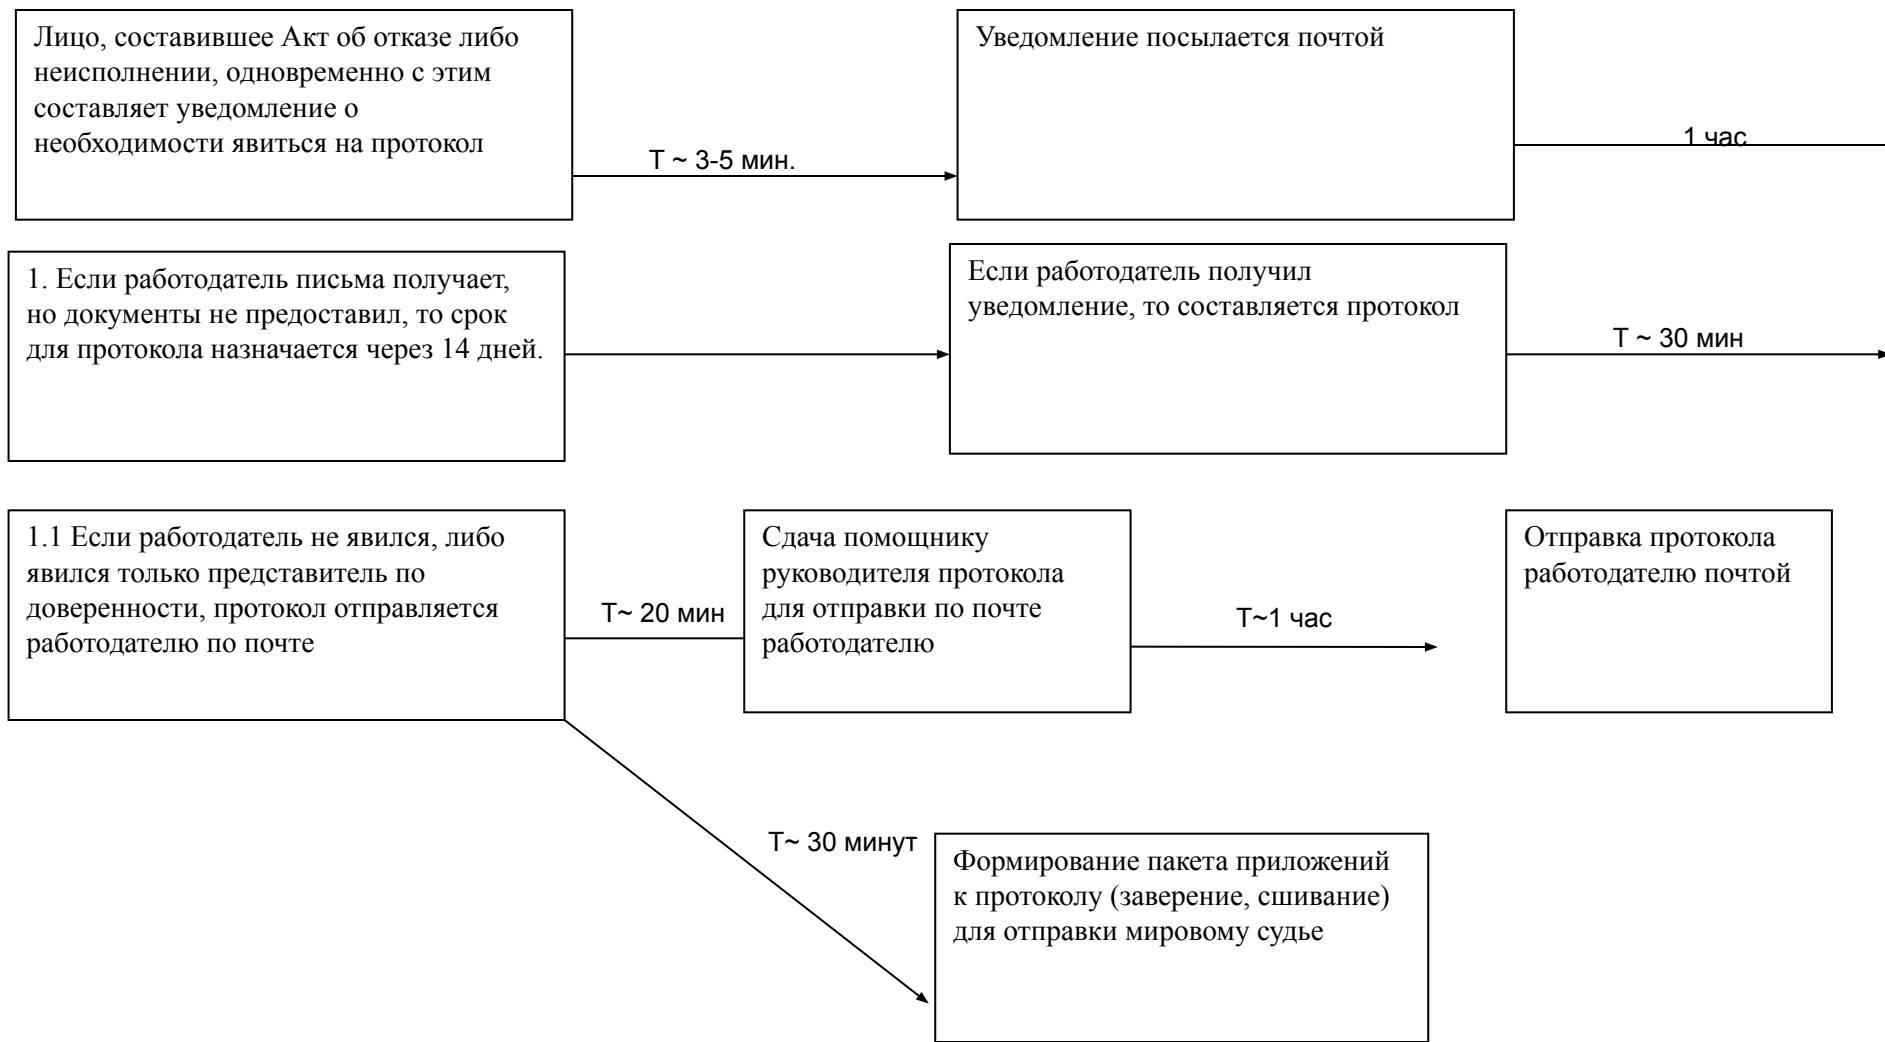 Лицо, составившее Акт об отказе либо
неисполнении, одновременно с этим
составляет уведомление о
необходимости явиться на протокол
Т ~ 3-5 мин.
Уведомление посылается почтой
1 час
1. Если работодатель письма получает,
но документы не предоставил, то срок
для протокола назначается через 14 дней.
Если работодатель получил
уведомление, то составляется протокол
Т ~ 30 мин
1.1 Если работодатель не явился, либо
явился только представитель по
доверенности, протокол отправляется
работодателю по почте
Т~ 20 мин
Сдача помощнику
руководителя протокола
для отправки по почте
работодателю
Т~1 час
Отправка протокола
работодателю почтой
Т~ 30 минут
Формирование пакета приложений
к протоколу (заверение, сшивание)
для отправки мировому судье